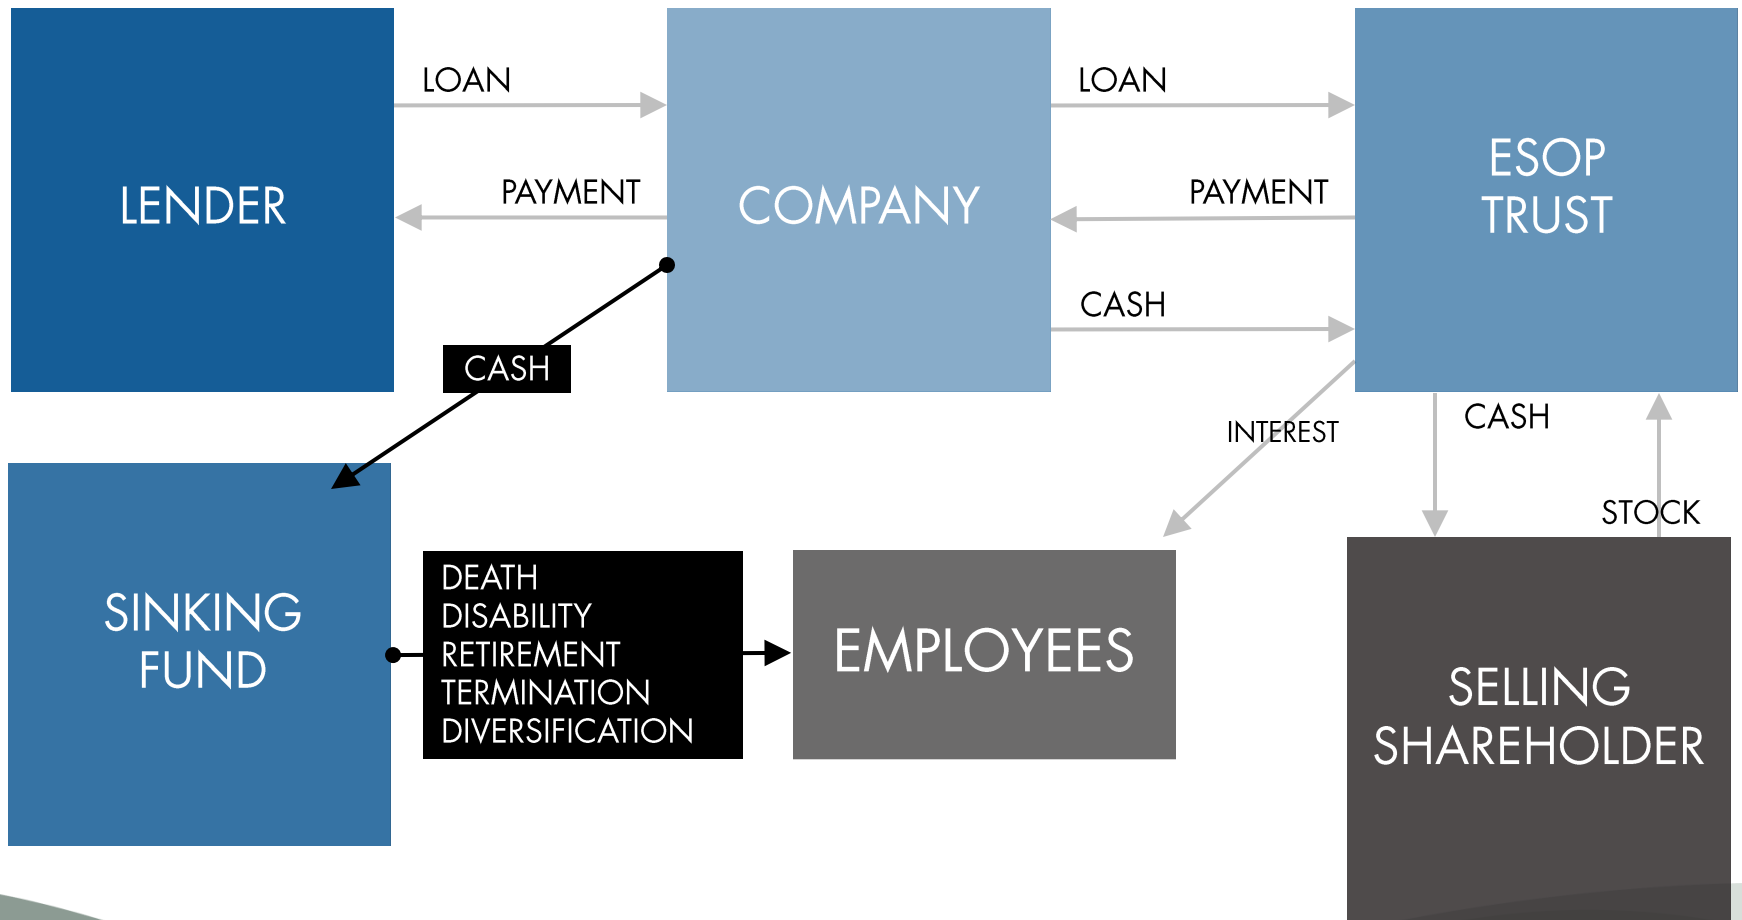 LOAN
LOAN
LENDER
PAYMENT
COMPANY
PAYMENT
ESOP
TRUST
CASH
CASH
INTEREST
CASH
STOCK
SINKING
FUND
DEATH
DISABILITY
RETIREMENT
TERMINATION
DIVERSIFICATION
EMPLOYEES
SELLING
SHAREHOLDER